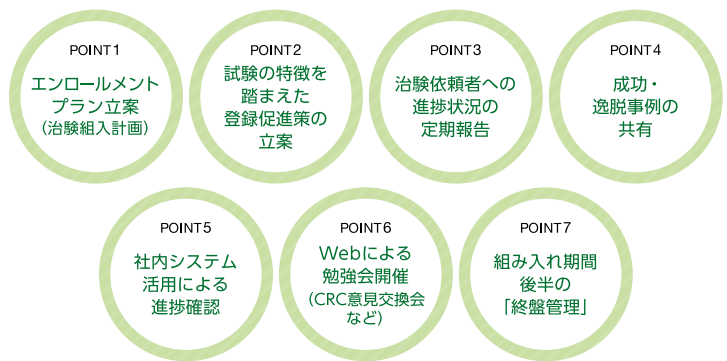 POINT1
エンロールメント
プラン立案
(治験組入計画)
POINT2
試験の特徴を
踏まえた
登録促進策の
立案
POINT3
治験依頼者への
進捗状況の
定期報告
POINT4
成功・
逸脱事例の
共有
POINT5
社内システム
活用による
進捗確認
POINT6
Webによる
勉強会開催
(CRC意見交換会
など)
POINT7
組み入れ期間
後半の
「終盤管理」